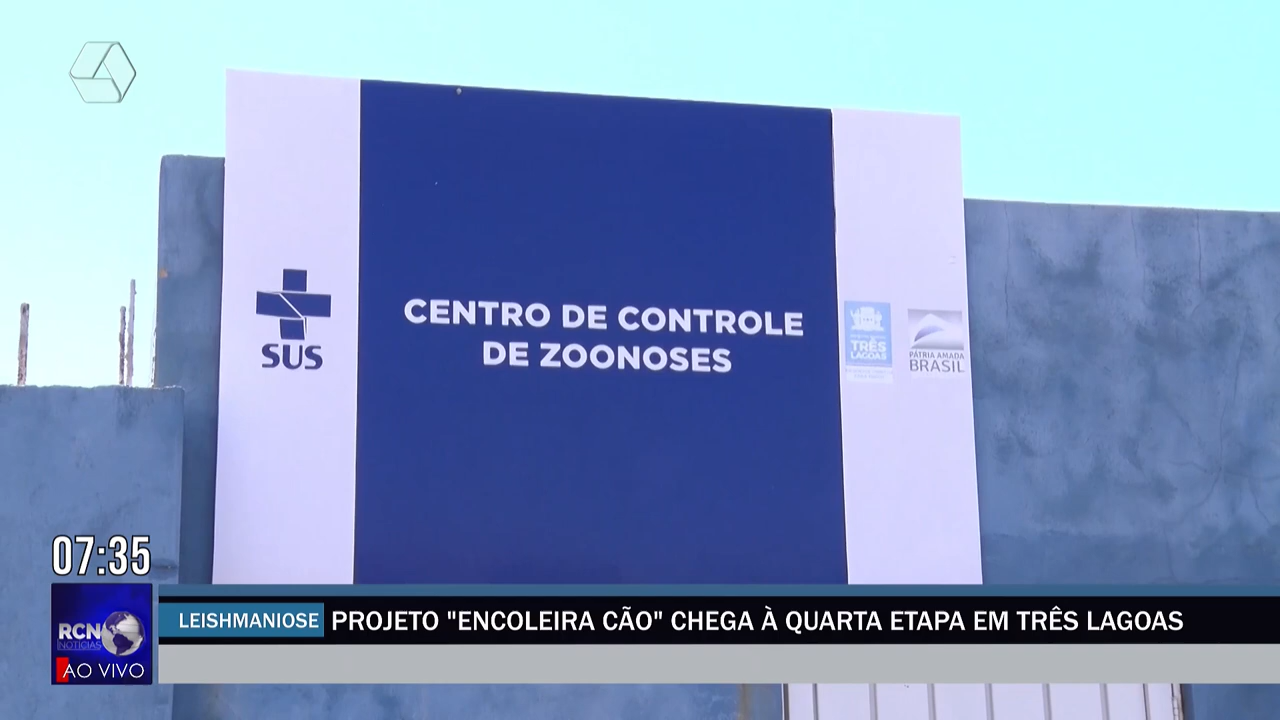 CENTRO DE CONTROLE
DE ZOONOSES
SUS
TRÊS
LAGOAS
PÁTRIA AMADA
BRASIL
07:35
RCN
NOTÍCIAS
AO VIVO
LEISHMANIOSE
PROJETO "ENCOLEIRA CÃO" CHEGA À QUARTA ETAPA EM TRÊS LAGOAS